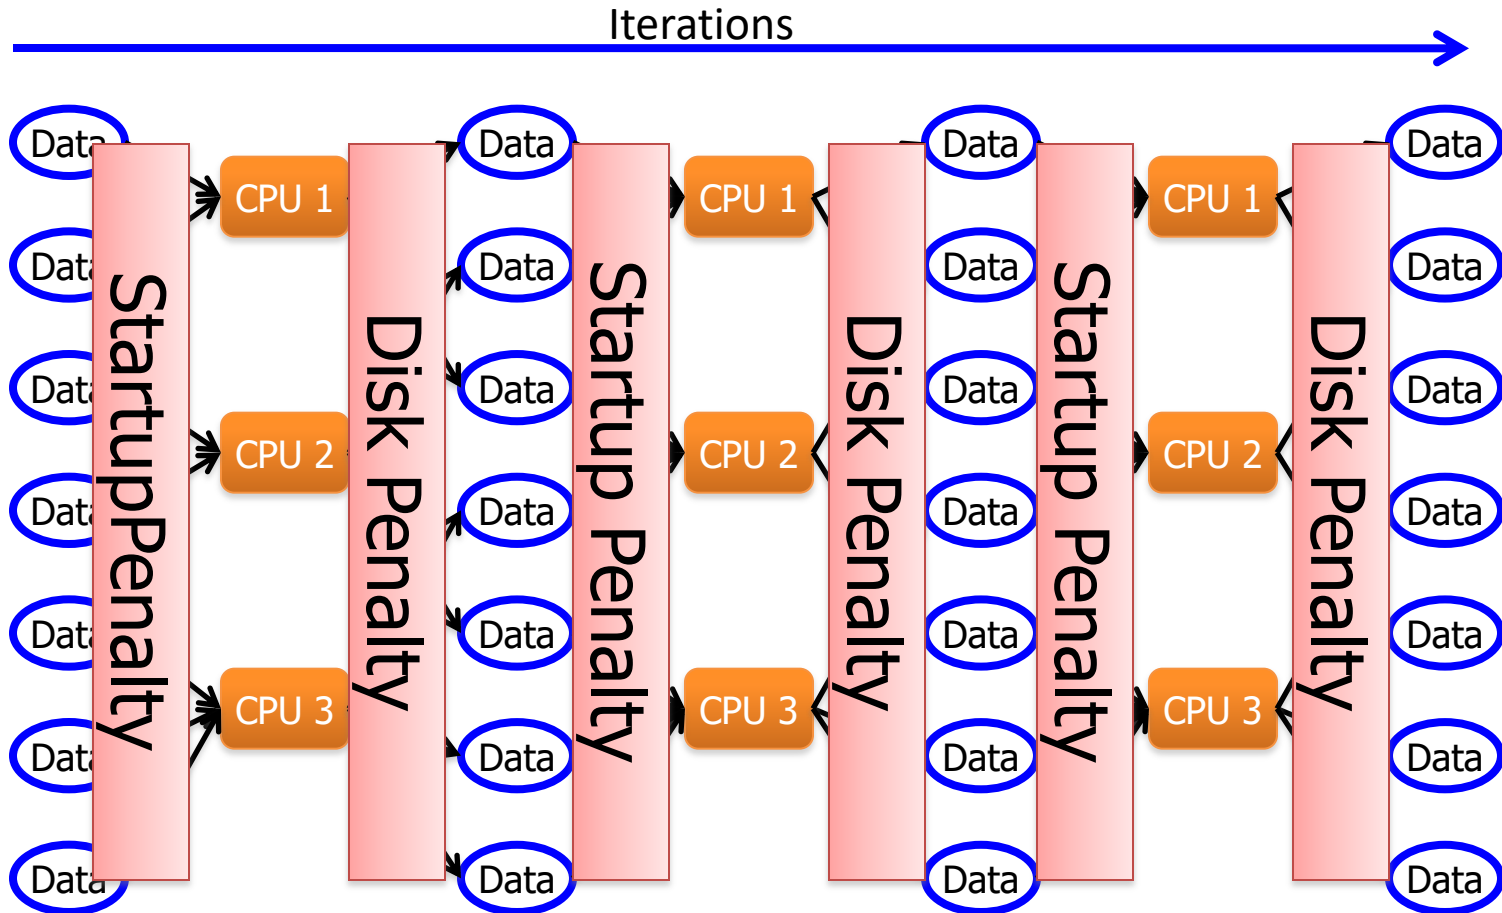 Iterations
Data
Data
Data
Data
Data
Data
Data
StartupPenalty
CPU 1
CPU 2
CPU 3
Disk Penalty
Data
Data
Data
Data
Data
Data
Data
Startup Penalty
CPU 1
CPU 2
CPU 3
Disk Penalty
Data
Data
Data
Data
Data
Data
Data
Startup Penalty
CPU 1
CPU 2
CPU 3
Disk Penalty
Data
Data
Data
Data
Data
Data
Data